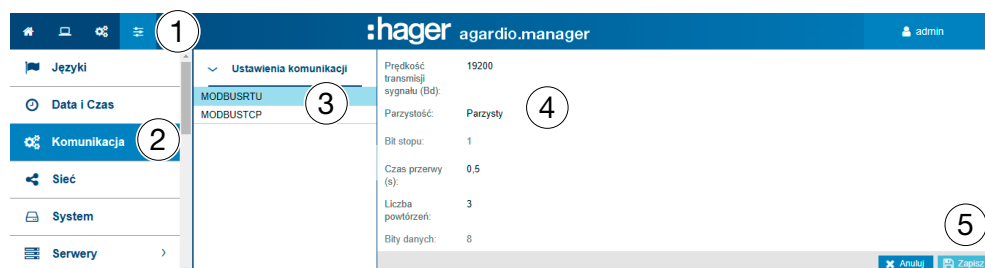 1
:hager agardio.manager
admin
Języki
Data i Czas
Komunikacja
2
Sieć
System
Serwery
Ustawienia komunikacji
MODBUSRTU
MODBUSTCP
3
Prędkość
transmisji
sygnału (Bd):
19200
Parzystość:
Parzysty
4
Bit stopu:
1
Czas przerwy
(s):
0,5
Liczba
powtórzeń:
3
Bity danych:
8
5
Anuluj
Zapisz